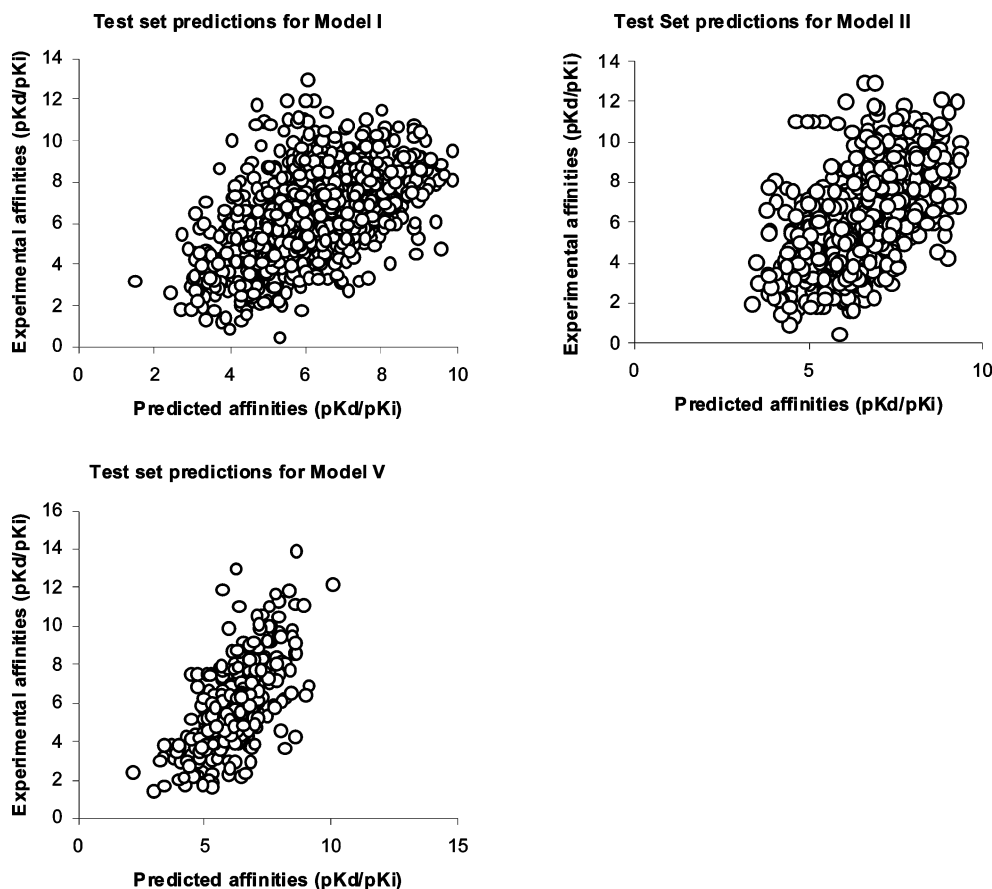 Test set predictions for Model I
Experimental affinities (pKd/pKi)
14
12
10
8
6
4
2
0
0 2 4 6 8 10
Predicted affinities (pKd/pKi)
Test Set predictions for Model II
Experimental affinities (pKd/pKi)
14
12
10
8
6
4
2
0
0 5 10
Predicted affinities (pKd/pKi)
Test set predictions for Model V
Experimental affinities (pKd/pKi)
16
14
12
10
8
6
4
2
0
0 5 10 15
Predicted affinities (pKd/pKi)